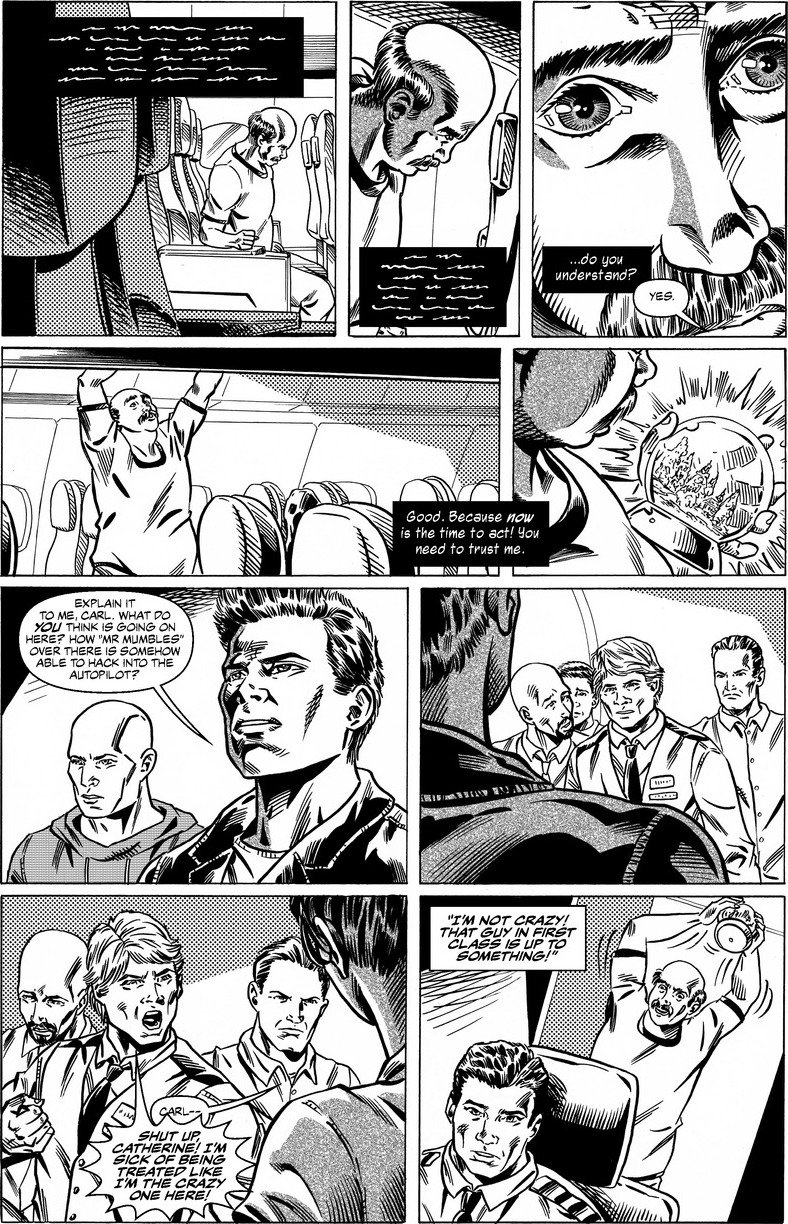 ...do you
understand?
YES.
Good. Because now
is the time to act! You
need to trust me.
EXPLAIN IT
TO ME, CARL. WHAT DO
YOU THINK IS GOING ON
HERE? HOW "MR MUMBLES"
OVER THERE IS SOMEHOW
ABLE TO HACK INTO THE
AUTOPILOT?
CARL--
SHUT UP,
CATHERINE! I'M
SICK OF BEING
TREATED LIKE
I'M THE CRAZY
ONE HERE!
"I'M NOT CRAZY!
THAT GUY IN FIRST
CLASS IS UP TO
SOMETHING!"